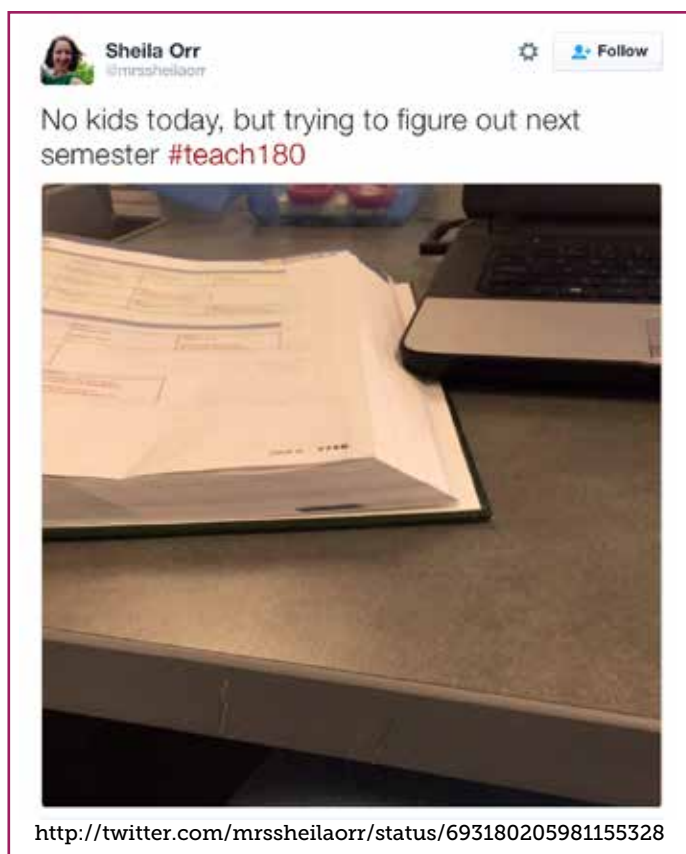 Sheila Orr
@mrssheilaorr
Follow
No kids today, but trying to figure out next
semester #teach180
http://twitter.com/mrssheilaorr/status/693180205981155328